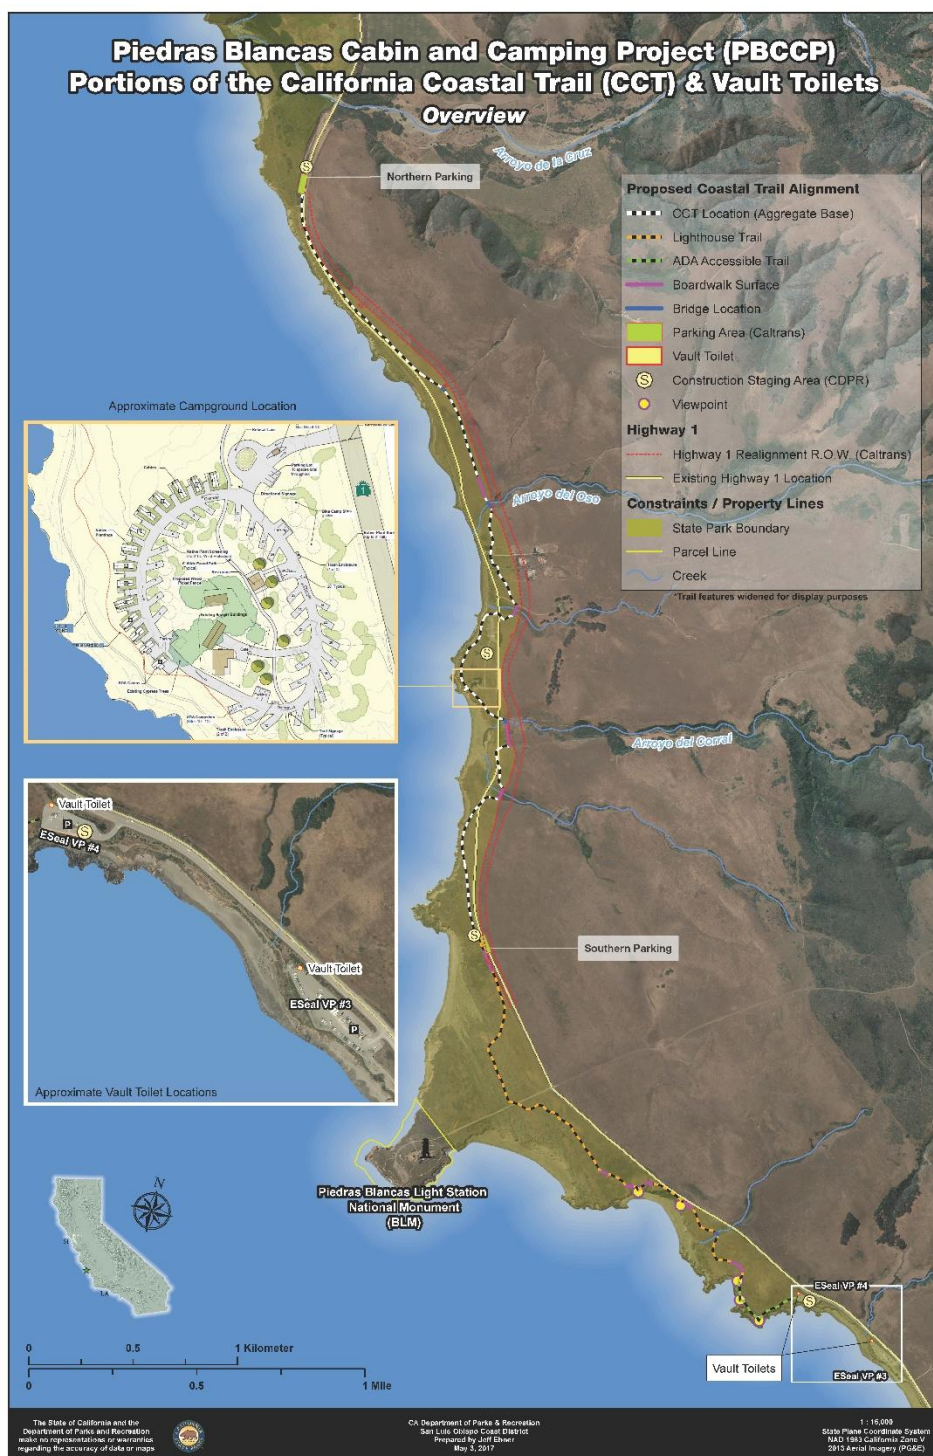 Piedras Blancas Cabin and Camping Project (PBCCP)
Portions of the California Coastal Trail (CCT) & Vault Toilets
Overview
Arroyo de la Cruz
Northern Parking
Proposed Coastal Trail Alignment
CCT Location (Aggregate Base)
Lighthouse Trail
ADA Accessible Trail
Boardwalk Surface
Bridge Location
Parking Area (Caltrans)
Vault Toilet
S
Construction Staging Area (CDPR)
Viewpoint
Highway 1
Highway 1 Realignment R.O.W. (Caltrans)
Existing Highway 1 Location
Constraints / Property Lines
State Park Boundary
Parcel Line
Creek
*Trail features widened for display purposes
S
Arroyo del Oso
S
Arroyo del Corral
S
Southern Parking
Approximate Campground Location
Directional Signage
1
Existing Cypress Trees
Vault Toilet
P
S
ESeal VP #4
Vault Toilet
ESeal VP #3
P
Approximate Vault Toilet Locations
Piedras Blancas Light Station
National Monument
(BLM)
ESeal VP #4
S
Vault Toilets
ESeal VP #3
N
SF
LA
0 0.5 1 Kilometer
0 0.5 1 Mile
The State of California and the
Department of Parks and Recreation
make no representations or warranties
regarding the accuracy of data or maps
CA Department of Parks & Recreation
San Luis Obispo Coast District
Prepared by Jeff Ebner
May 3, 2017
1 : 15,000
State Plane Coordinate System
NAD 1983 California Zone V
2013 Aerial Imagery (PG&E)